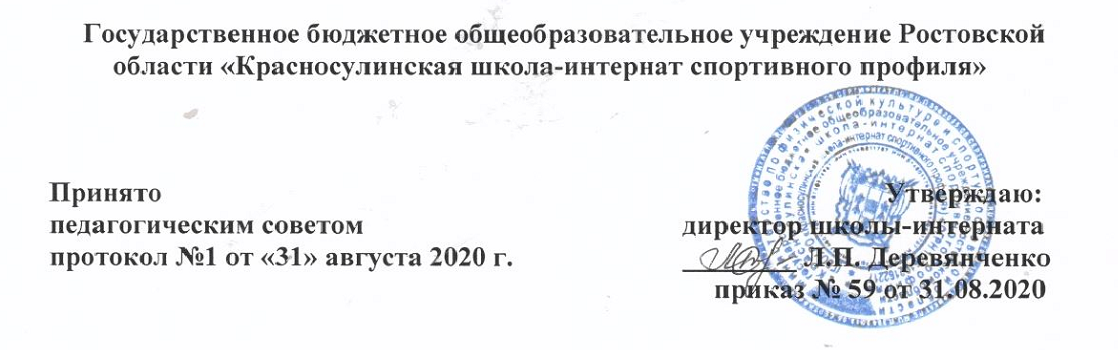 Государственное бюджетное общеобразовательное учреждение Ростовской
области «Красносулинская школа-интернат спортивного профиля»
Принято
педагогическим советом
протокол №1 от «31» августа 2020 г.
Утверждаю:
директор школы-интерната
Л.П. Деревянченко
приказ № 59 от 31.08.2020